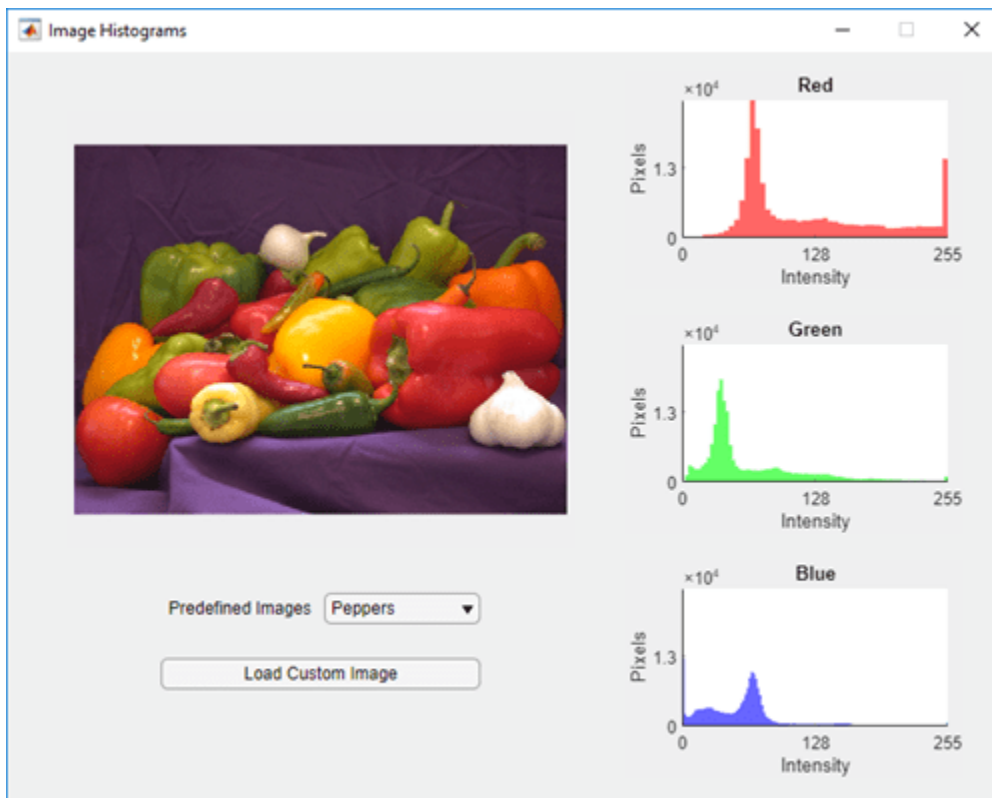 Image Histograms
×10⁴
Red
Pixels
1.3
0
0 128 255
Intensity
×10⁴
Green
Pixels
1.3
0
0 128 255
Intensity
×10⁴
Blue
Pixels
1.3
0
0 128 255
Intensity
Predefined Images Peppers
Load Custom Image